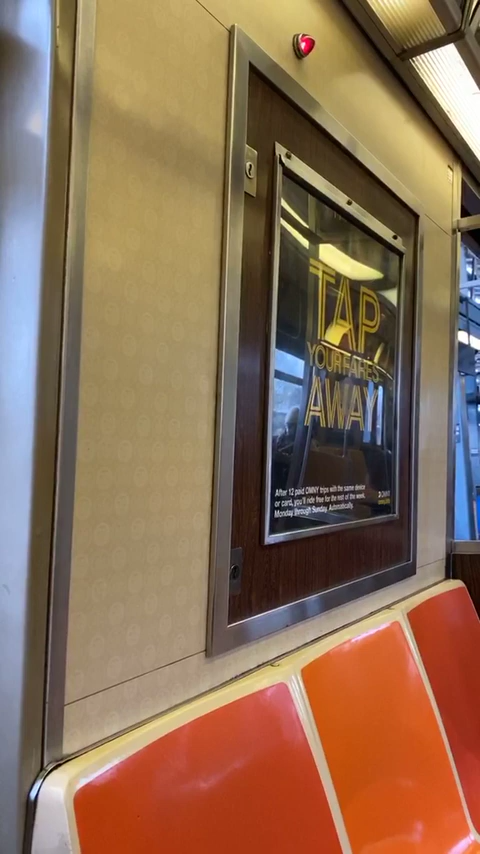 TAP
YOUR FARES
AWAY
After 12 paid OMNY trips with the same device
or card, you'll ride free for the rest of the week.
Monday through Sunday. Automatically.
OMNY